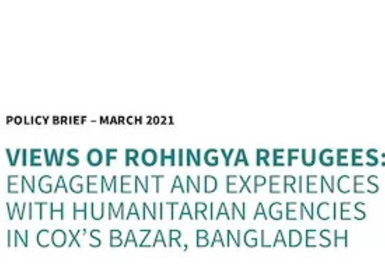 POLICY BRIEF – MARCH 2021
VIEWS OF ROHINGYA REFUGEES:
ENGAGEMENT AND EXPERIENCES
WITH HUMANITARIAN AGENCIES
IN COX’S BAZAR, BANGLADESH